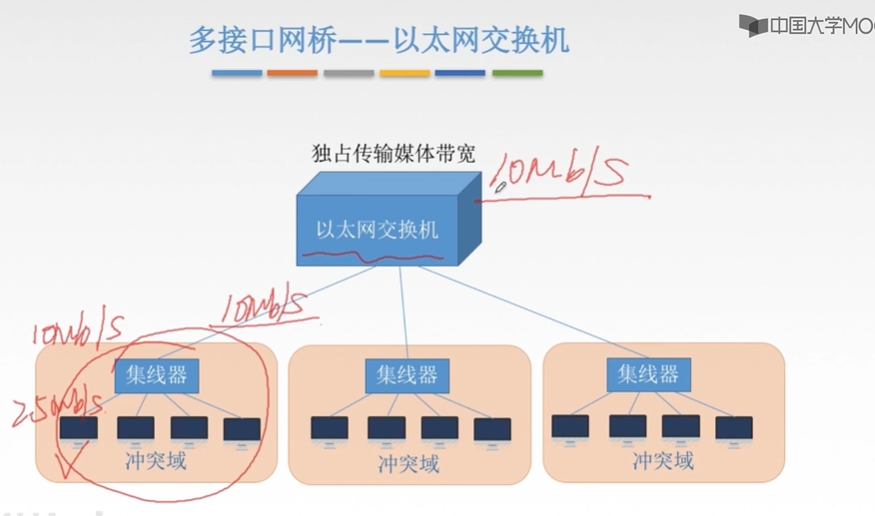 中国大学MOO
多接口网桥——以太网交换机
独占传输媒体带宽
10Mb/s
以太网交换机
10Mb/s
10Mb/s
集线器
集线器
集线器
2.5Mb/s
冲突域
冲突域
冲突域